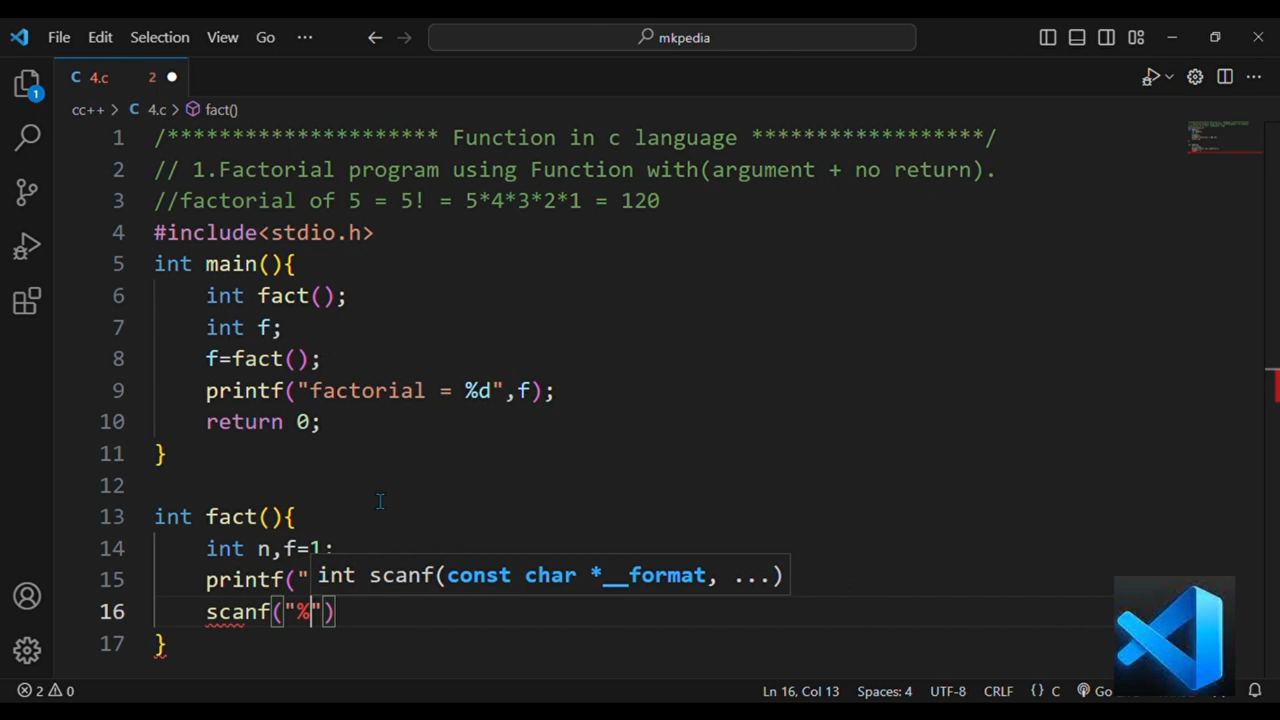 File Edit Selection View Go ··· mkpedia
C 4.c 2
1
cc++ > C 4.c > fact()
1 /********************* Function in c language ******************/
2 // 1.Factorial program using Function with(argument + no return).
3 //factorial of 5 = 5! = 5*4*3*2*1 = 120
4 #include<stdio.h>
5 int main(){
6 int fact();
7 int f;
8 f=fact();
9 printf("factorial = %d",f);
10 return 0;
11 }
12
13 int fact(){
14 int n,f=1;
15 printf("
int scanf(const char *__format, ...)
16 scanf("%")
17 }
2 0 Ln 16, Col 13 Spaces: 4 UTF-8 CRLF {} C Go